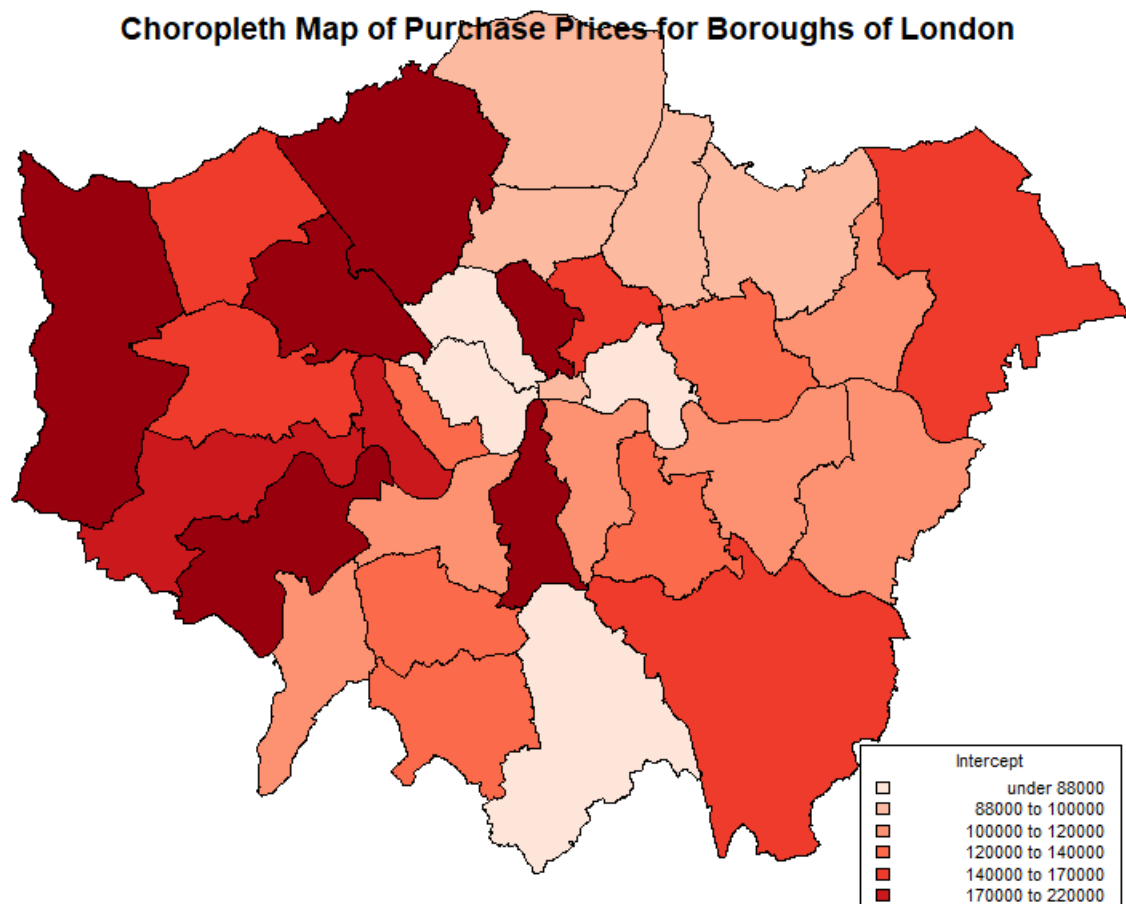 Choropleth Map of Purchase Prices for Boroughs of London
Intercept
under 88000
88000 to 100000
100000 to 120000
120000 to 140000
140000 to 170000
170000 to 220000